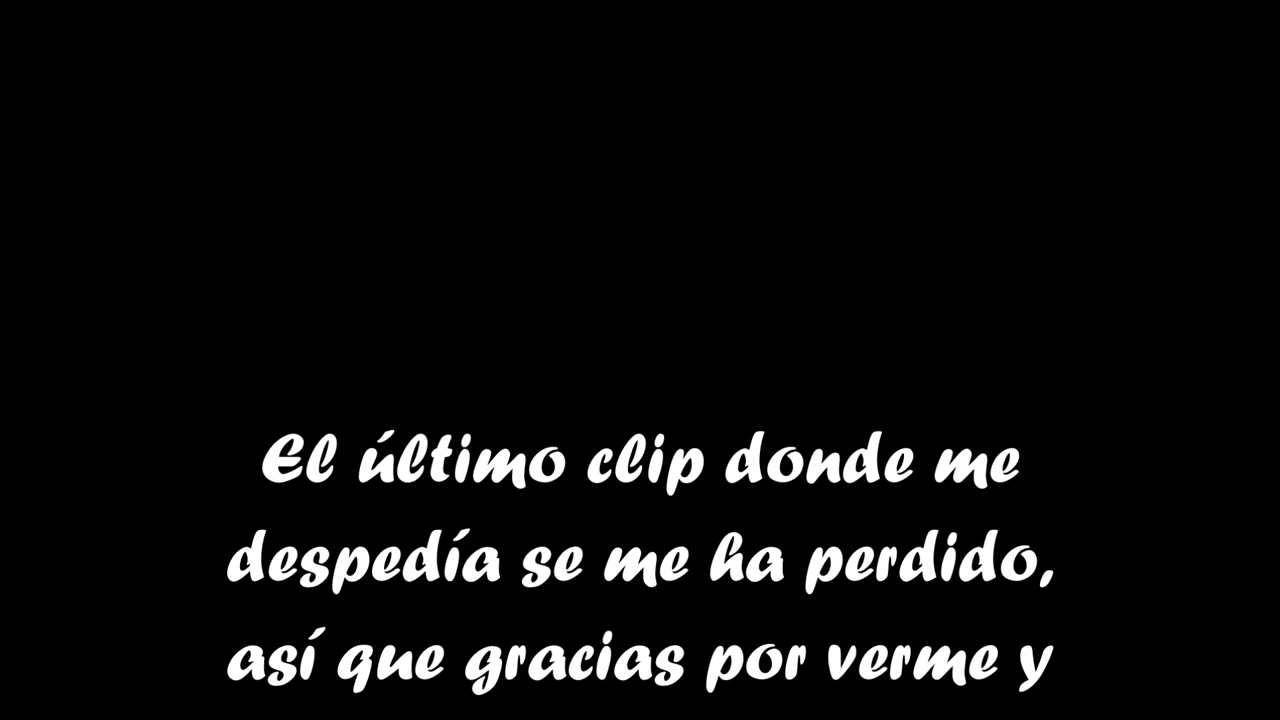 El último clip donde me
despedía se me ha perdido,
así que gracias por verme y